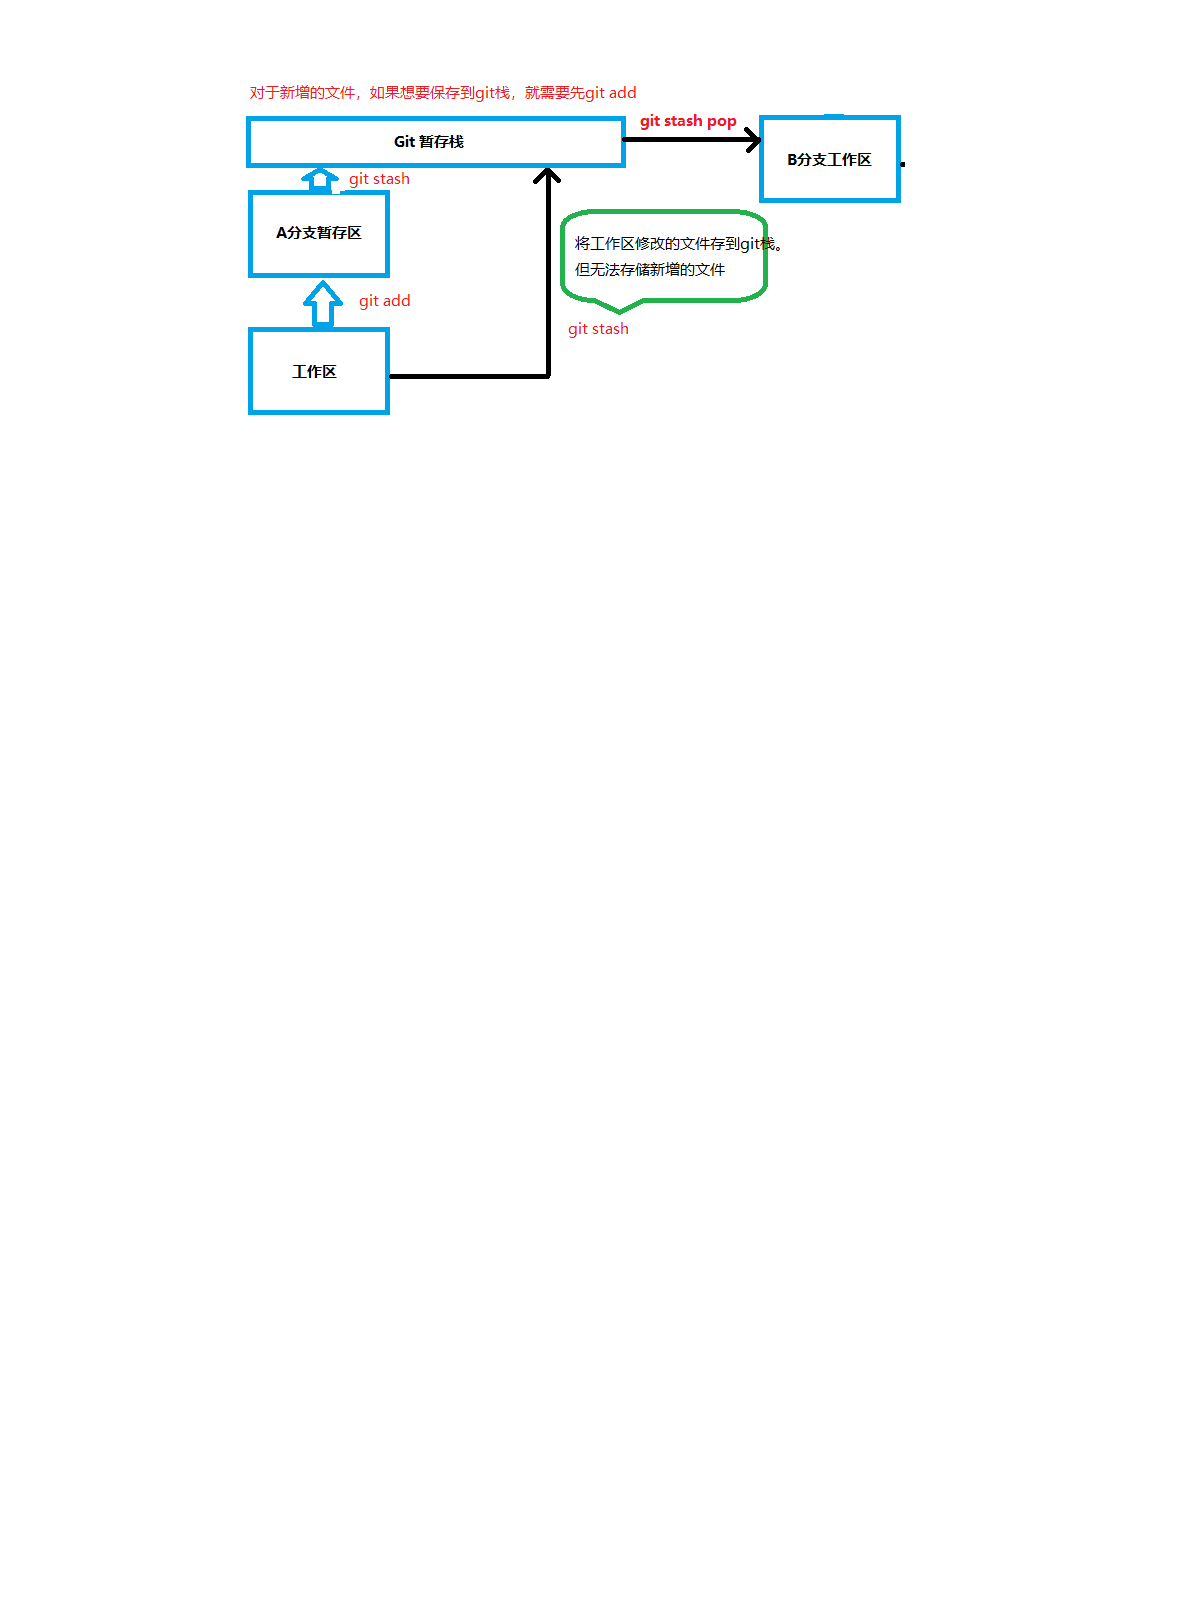 对于新增的文件，如果想要保存到git栈，就需要先git add
git stash pop
Git 暂存栈
B分支工作区
git stash
A分支暂存区
将工作区修改的文件存到git栈。
但无法存储新增的文件
git add
git stash
工作区